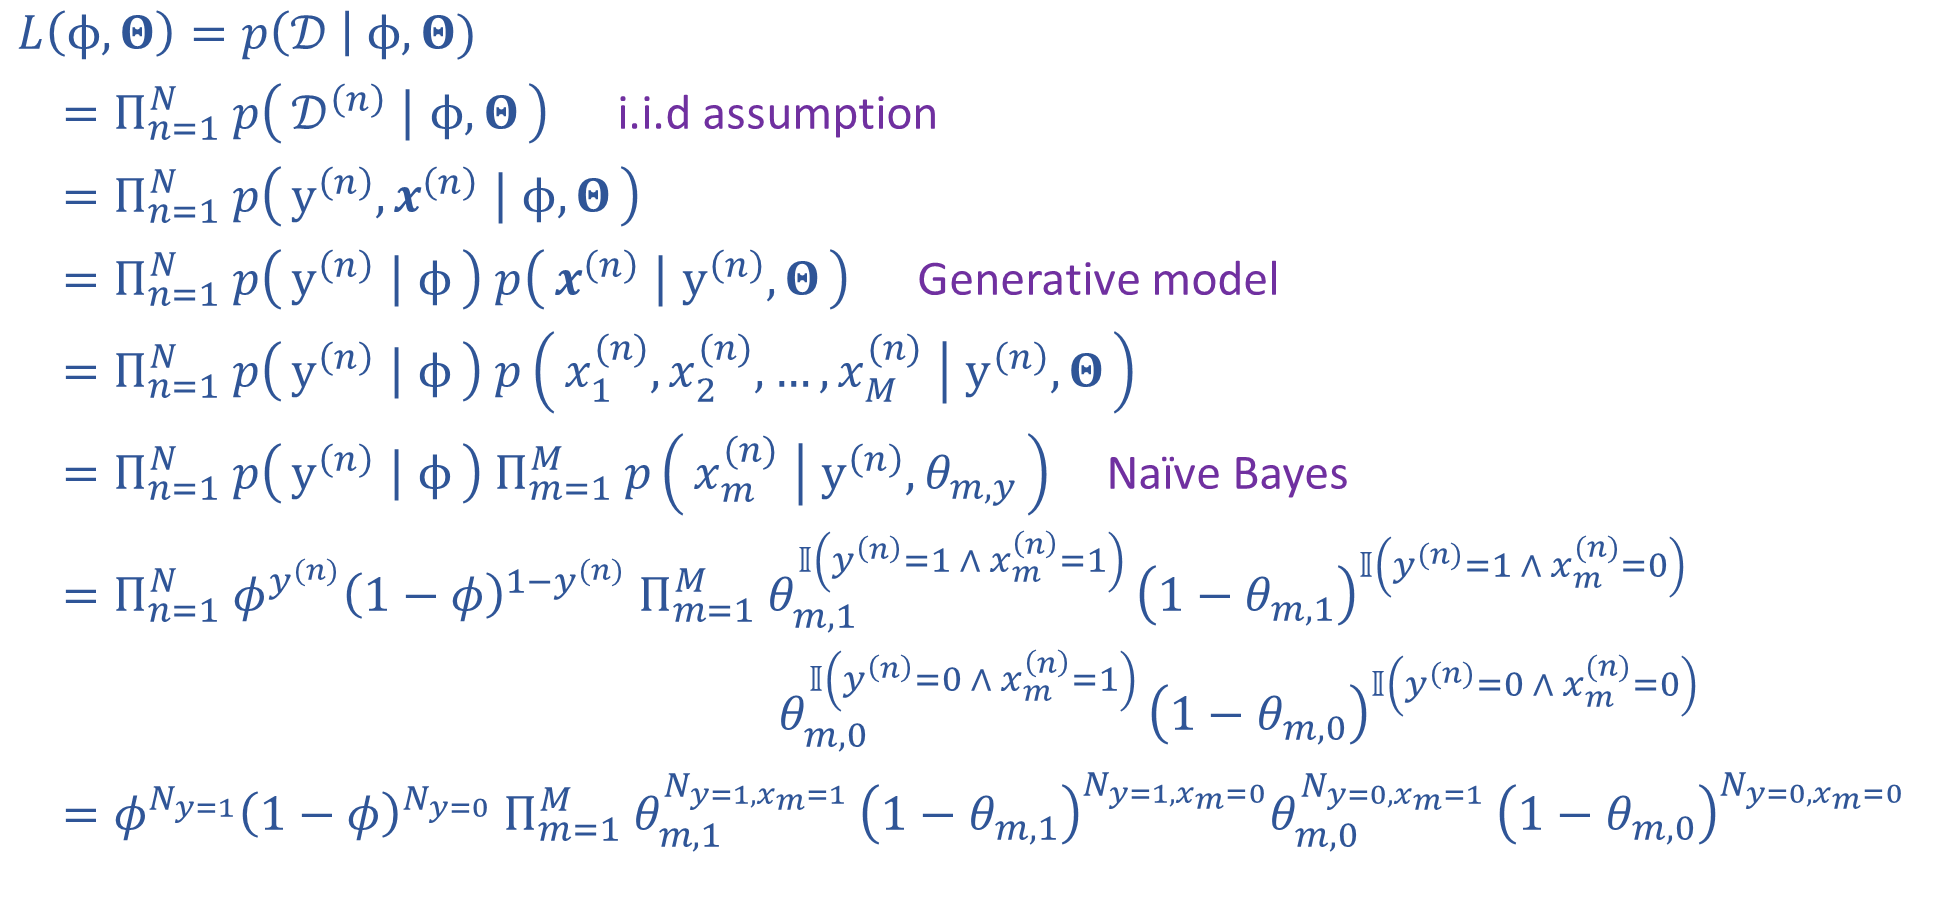 L(ϕ, 𝚯) = p(𝒟 | ϕ, 𝚯)
= Π_{n=1}^{N} p( 𝒟^{(n)} | ϕ, 𝚯 ) i.i.d assumption
= Π_{n=1}^{N} p( y^{(n)}, 𝒙^{(n)} | ϕ, 𝚯 )
= Π_{n=1}^{N} p( y^{(n)} | ϕ ) p( 𝒙^{(n)} | y^{(n)}, 𝚯 ) Generative model
= Π_{n=1}^{N} p( y^{(n)} | ϕ ) p( x_1^{(n)}, x_2^{(n)}, …, x_M^{(n)} | y^{(n)}, 𝚯 )
= Π_{n=1}^{N} p( y^{(n)} | ϕ ) Π_{m=1}^{M} p( x_m^{(n)} | y^{(n)}, θ_{m,y} ) Naïve Bayes
= Π_{n=1}^{N} ϕ^{y^{(n)}} (1 − ϕ)^{1−y^{(n)}} Π_{m=1}^{M} θ_{m,1}^{𝕀(y^{(n)}=1 ∧ x_m^{(n)}=1)} (1 − θ_{m,1})^{𝕀(y^{(n)}=1 ∧ x_m^{(n)}=0)}
θ_{m,0}^{𝕀(y^{(n)}=0 ∧ x_m^{(n)}=1)} (1 − θ_{m,0})^{𝕀(y^{(n)}=0 ∧ x_m^{(n)}=0)}
= ϕ^{N_{y=1}} (1 − ϕ)^{N_{y=0}} Π_{m=1}^{M} θ_{m,1}^{N_{y=1,x_m=1}} (1 − θ_{m,1})^{N_{y=1,x_m=0}} θ_{m,0}^{N_{y=0,x_m=1}} (1 − θ_{m,0})^{N_{y=0,x_m=0}}